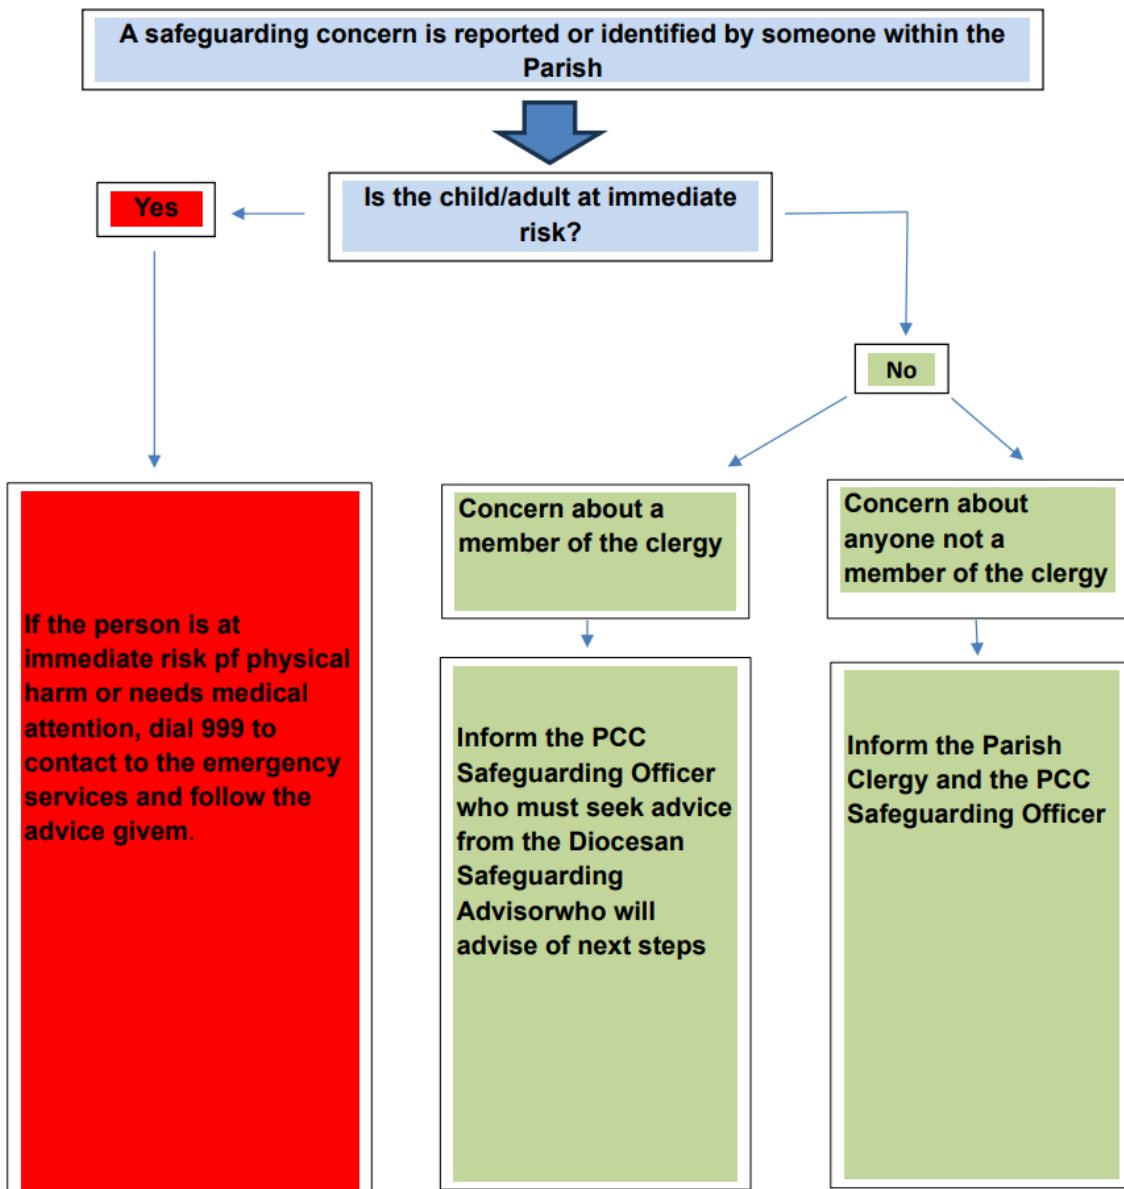 A safeguarding concern is reported or identified by someone within the
Parish
Is the child/adult at immediate
risk?
Yes
No
If the person is at
immediate risk pf physical
harm or needs medical
attention, dial 999 to
contact to the emergency
services and follow the
advice givem.
Concern about a
member of the clergy
Inform the PCC
Safeguarding Officer
who must seek advice
from the Diocesan
Safeguarding
Advisorwho will
advise of next steps
Concern about
anyone not a
member of the clergy
Inform the Parish
Clergy and the PCC
Safeguarding Officer